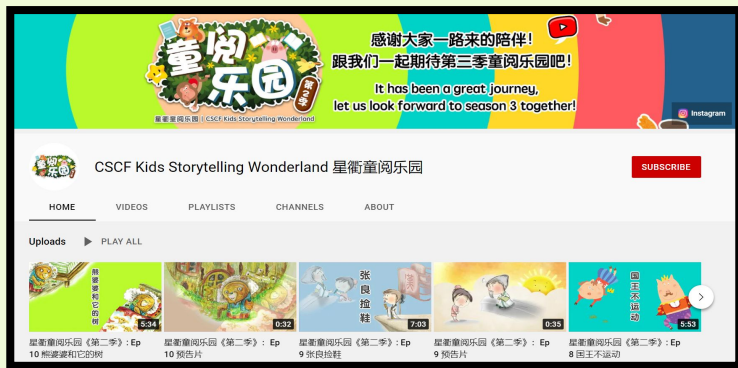 童阅乐园
第2季
星衢童阅乐园 | CSCF Kids Storytelling Wonderland
感谢大家一路来的陪伴！
跟我们一起期待第三季童阅乐园吧！
It has been a great journey,
let us look forward to season 3 together!
Instagram
童阅乐园
CSCF Kids Storytelling Wonderland 星衢童阅乐园
SUBSCRIBE
HOME VIDEOS PLAYLISTS CHANNELS ABOUT
Uploads PLAY ALL
熊婆婆和它的树
5:34
0:32
张良捡鞋
7:03
0:35
国王不运动
5:53
星衢童阅乐园《第二季》: Ep
10 熊婆婆和它的树
星衢童阅乐园《第二季》: Ep
10 预告片
星衢童阅乐园《第二季》: Ep
9 张良捡鞋
星衢童阅乐园《第二季》: Ep
9 预告片
星衢童阅乐园《第二季》: Ep
8 国王不运动